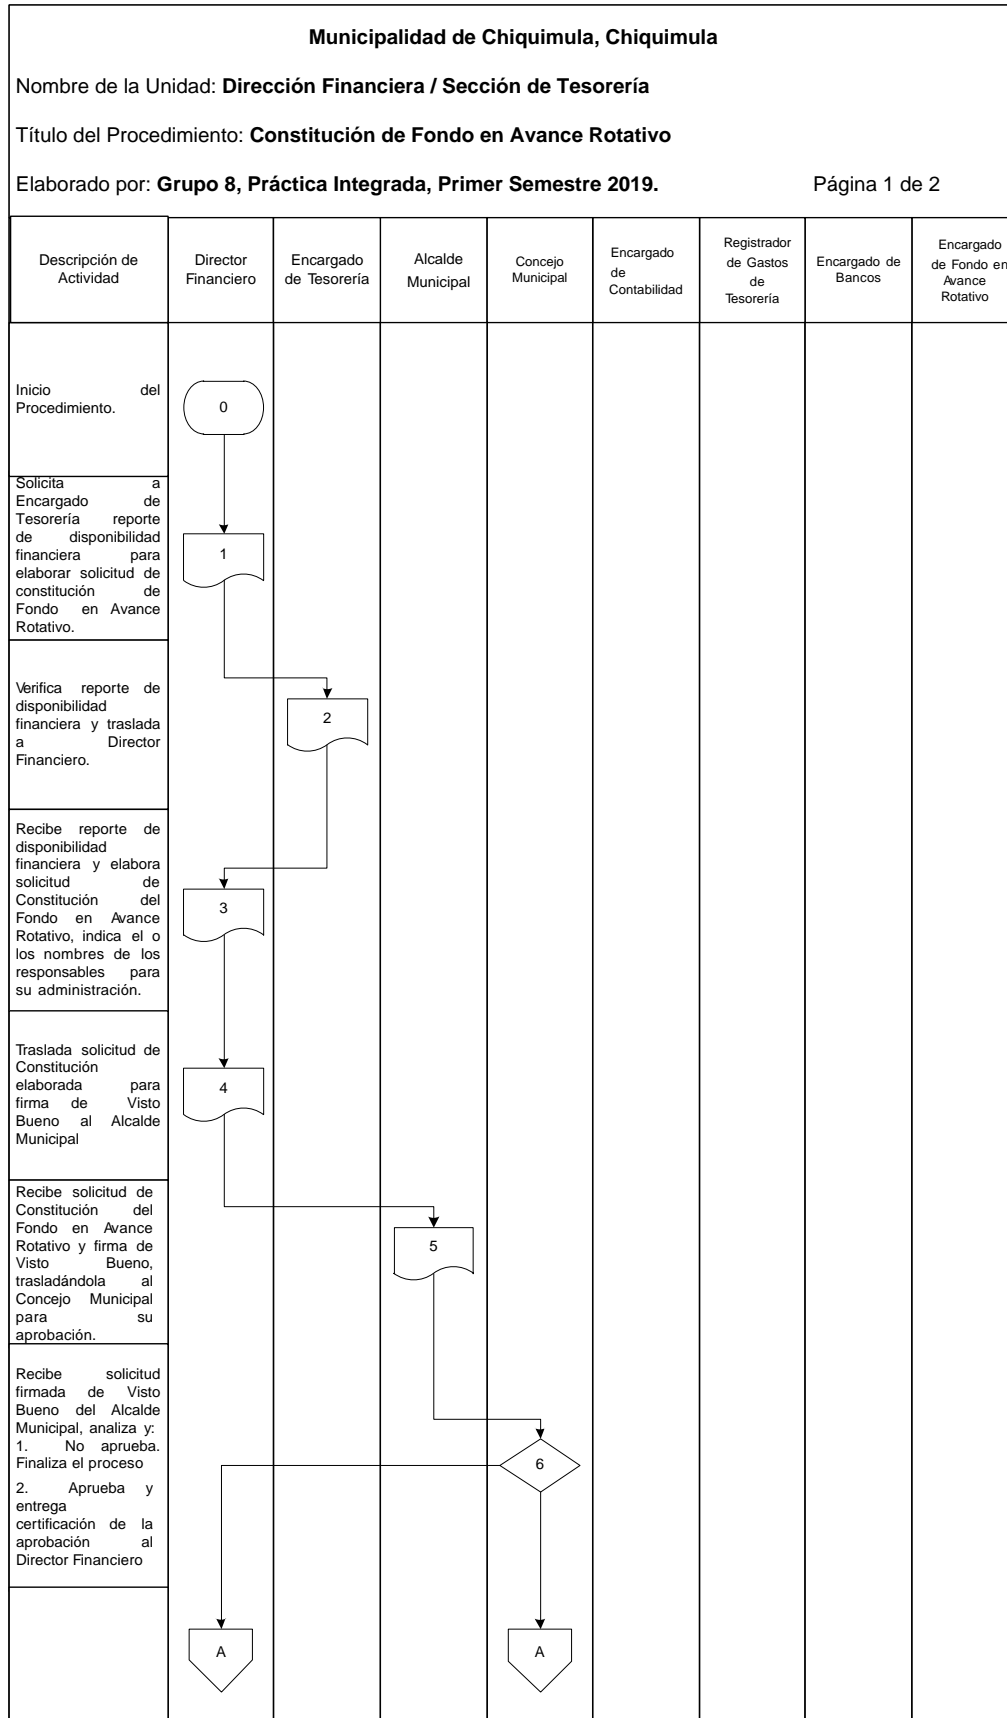 Municipalidad de Chiquimula, Chiquimula
Nombre de la Unidad: Dirección Financiera / Sección de Tesorería
Título del Procedimiento: Constitución de Fondo en Avance Rotativo
Elaborado por: Grupo 8, Práctica Integrada, Primer Semestre 2019. Página 1 de 2
Descripción de
Actividad
Director
Financiero
Encargado
de Tesorería
Alcalde
Municipal
Concejo
Municipal
Encargado
de
Contabilidad
Registrador
de Gastos
de
Tesorería
Encargado de
Bancos
Encargado
de Fondo en
Avance
Rotativo
Inicio del
Procedimiento.
0
Solicita a
Encargado de
Tesorería reporte
de disponibilidad
financiera para
elaborar solicitud de
constitución de
Fondo en Avance
Rotativo.
1
Verifica reporte de
disponibilidad
financiera y traslada
a Director
Financiero.
2
Recibe reporte de
disponibilidad
financiera y elabora
solicitud de
Constitución del
Fondo en Avance
Rotativo, indica el o
los nombres de los
responsables para
su administración.
3
Traslada solicitud de
Constitución
elaborada para
firma de Visto
Bueno al Alcalde
Municipal
4
Recibe solicitud de
Constitución del
Fondo en Avance
Rotativo y firma de
Visto Bueno,
trasladándola al
Concejo Municipal
para su
aprobación.
5
Recibe solicitud
firmada de Visto
Bueno del Alcalde
Municipal, analiza y:
1. No aprueba.
Finaliza el proceso
2. Aprueba y
entrega
certificación de la
aprobación al
Director Financiero
6
A
A